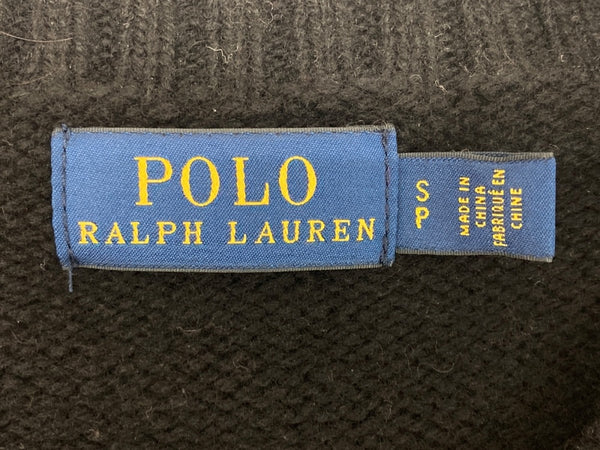 POLO
RALPH LAUREN
S
P
MADE IN
CHINA
FABRIQUÉ EN
CHINE